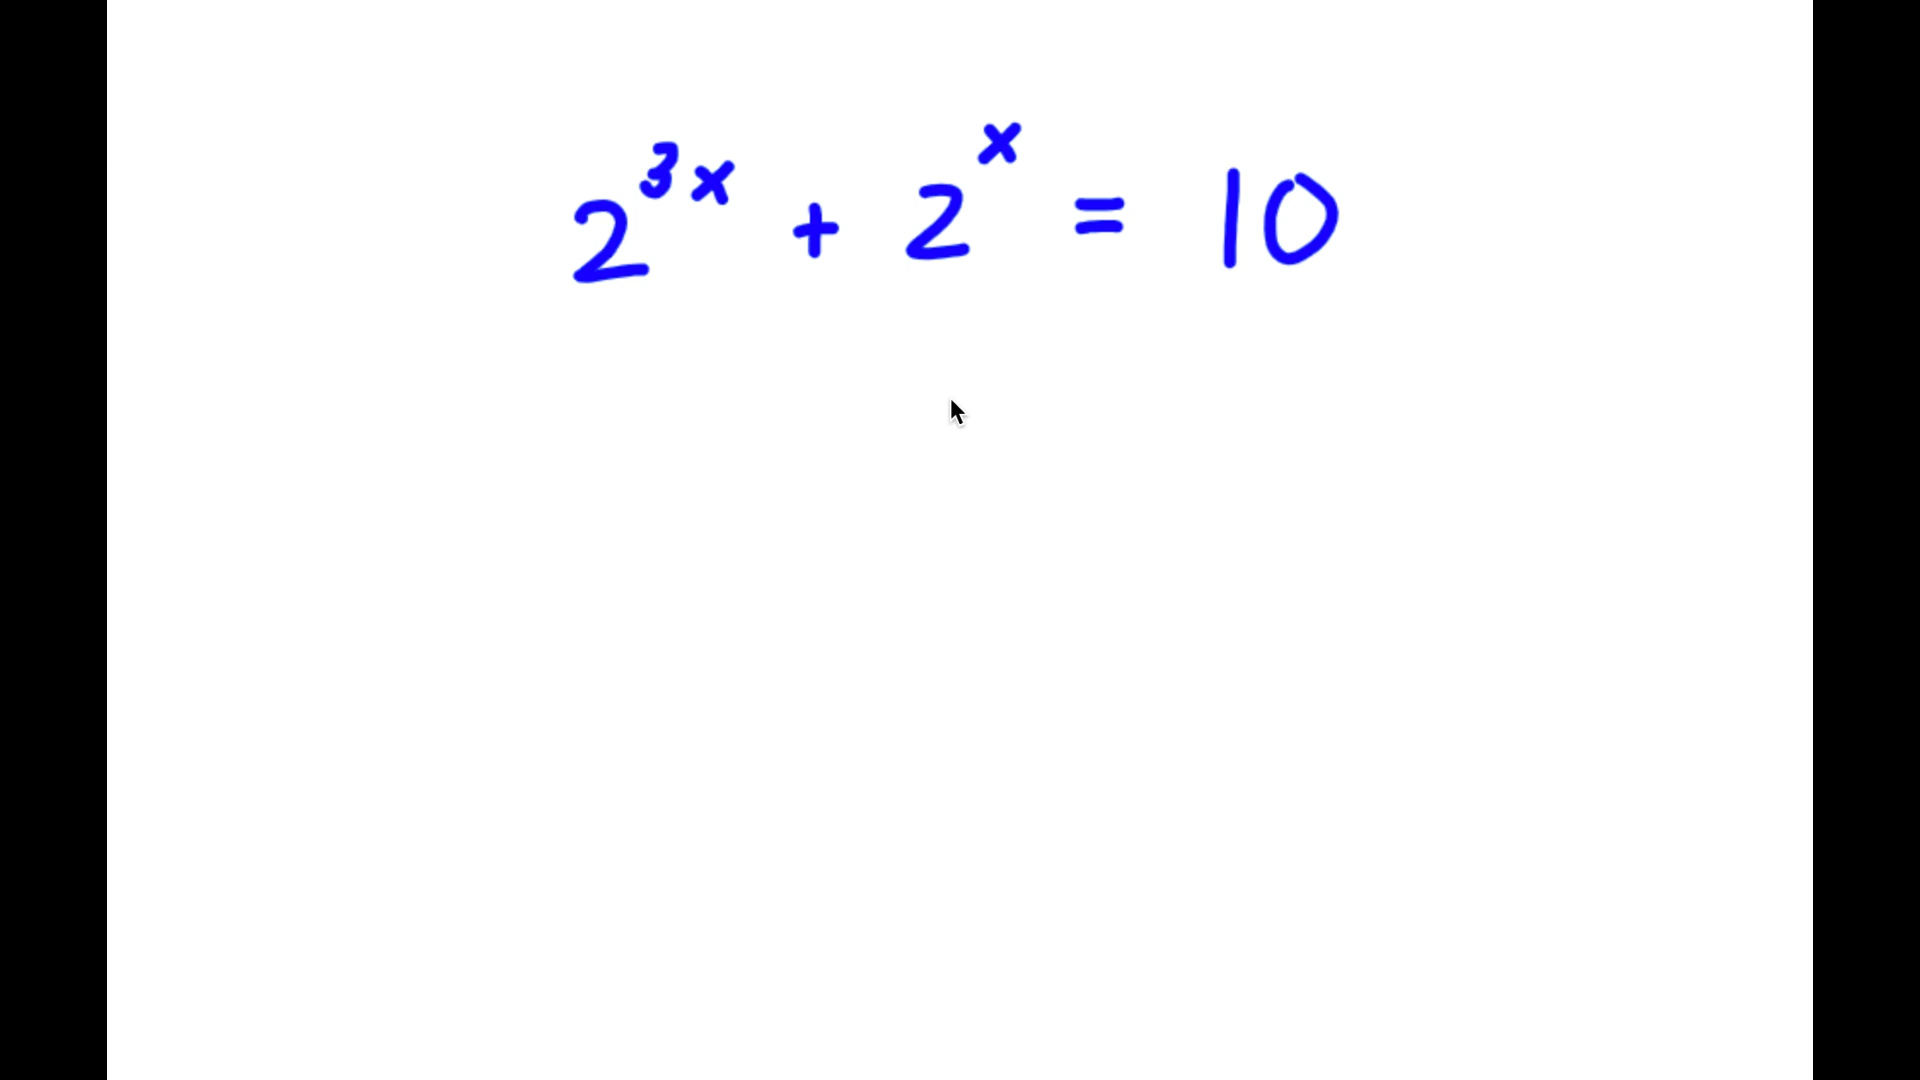 2^{3x} + 2^x = 10